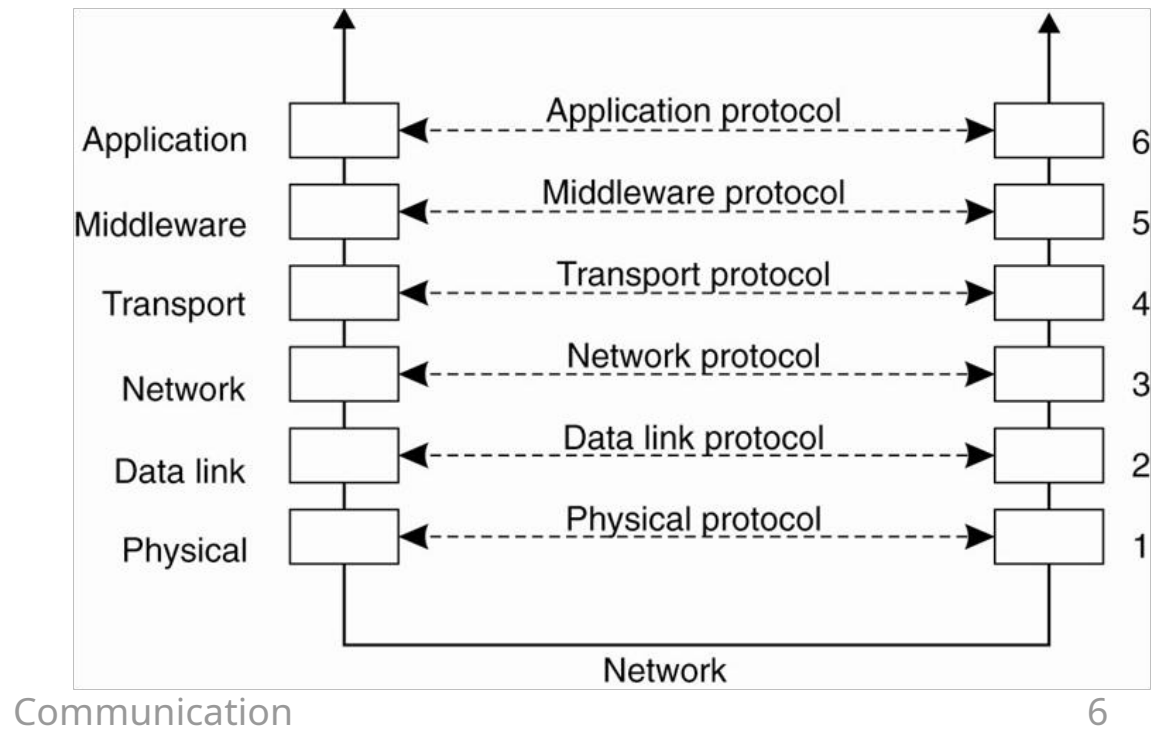 Application protocol
Application 6
Middleware protocol
Middleware 5
Transport protocol
Transport 4
Network protocol
Network 3
Data link protocol
Data link 2
Physical protocol
Physical 1
Network
Communication 6